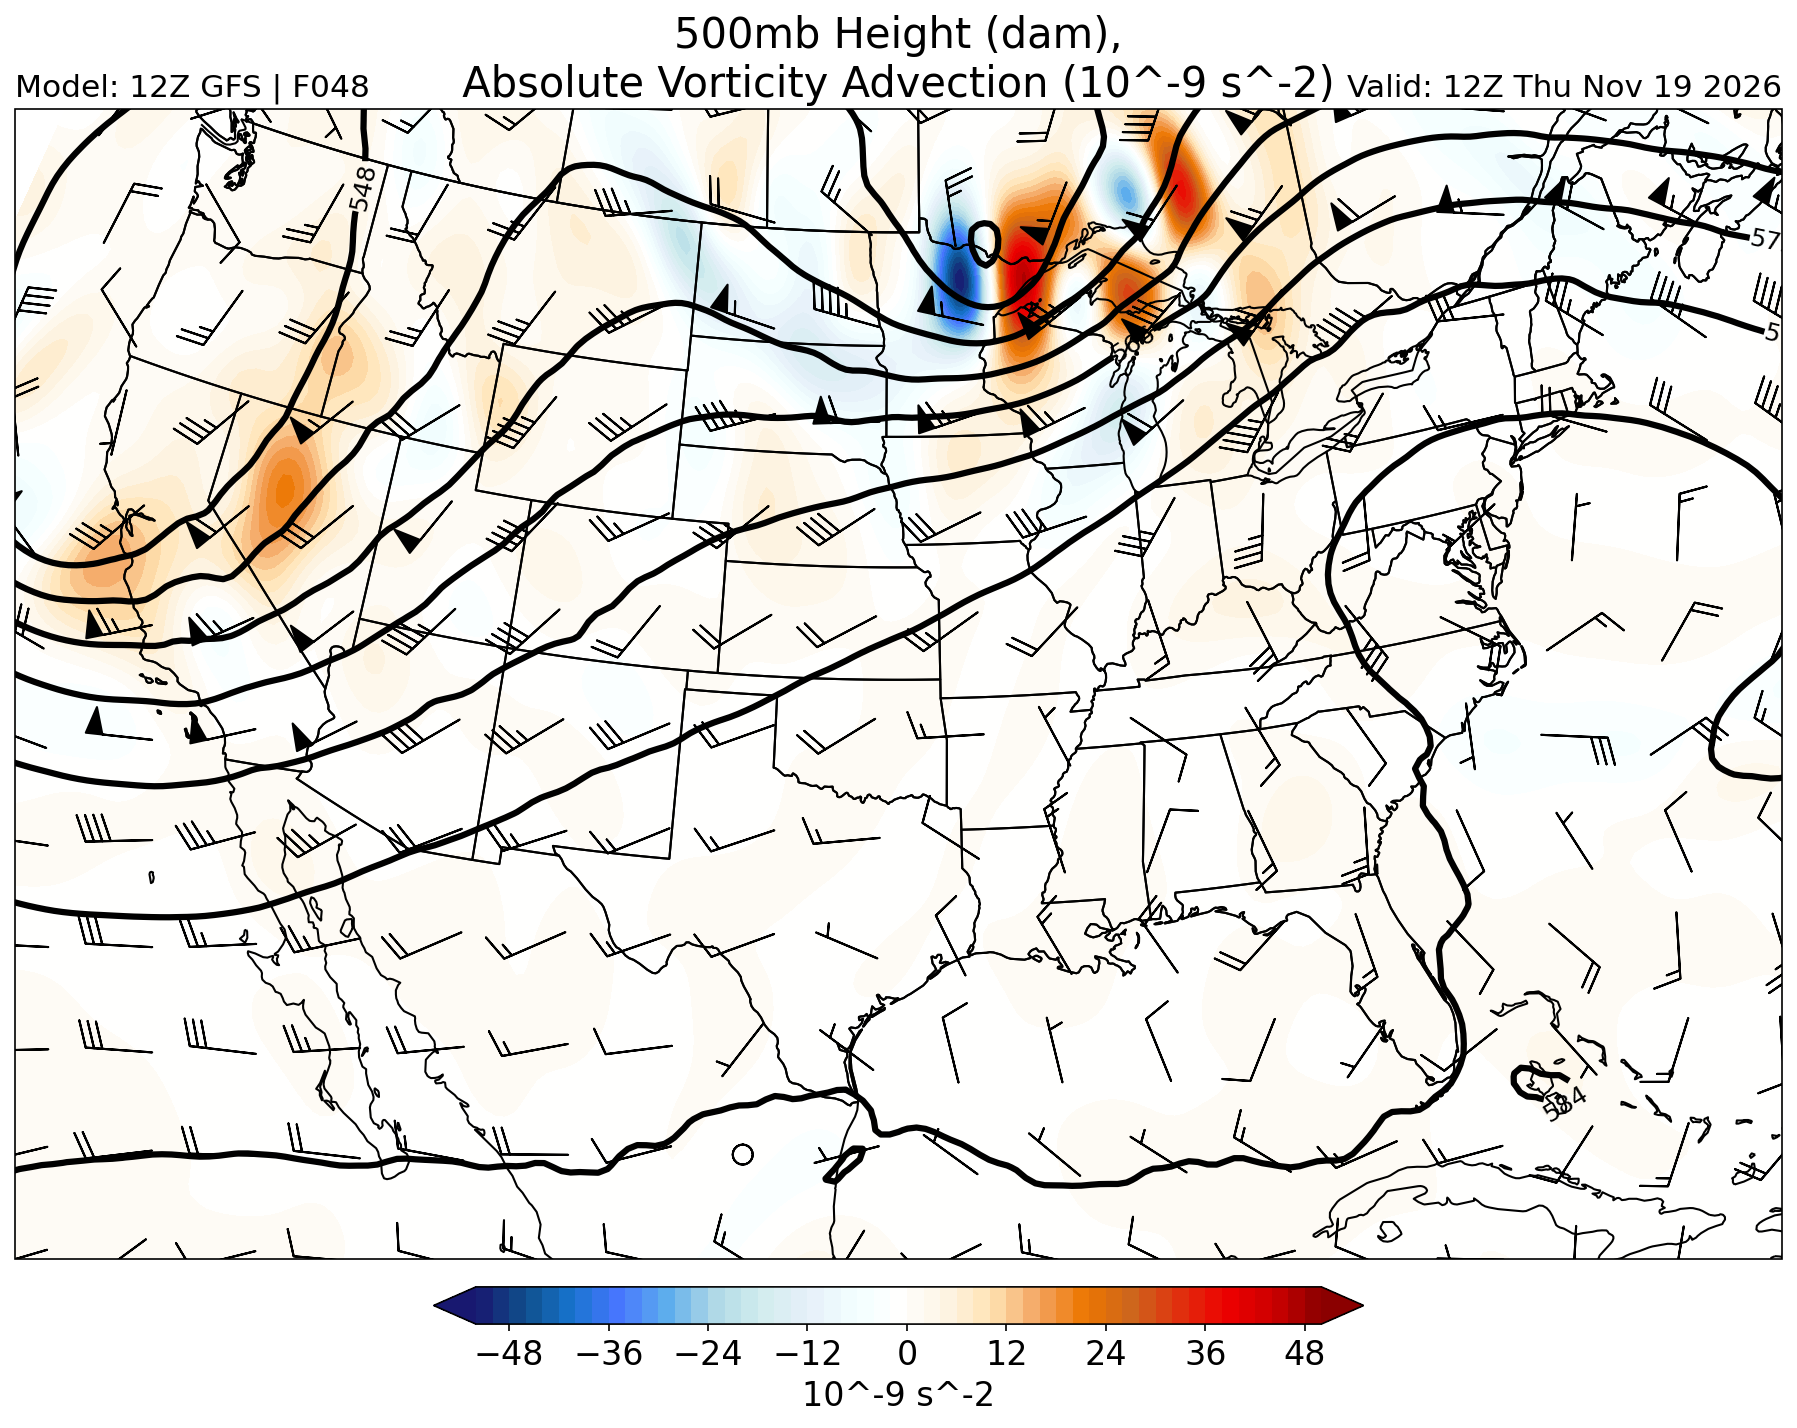 500mb Height (dam),
Model: 12Z GFS | F048
Absolute Vorticity Advection (10^-9 s^-2)
Valid: 12Z Thu Nov 19 2026
548
57
5
584
−48 −36 −24 −12 0 12 24 36 48
10^-9 s^-2